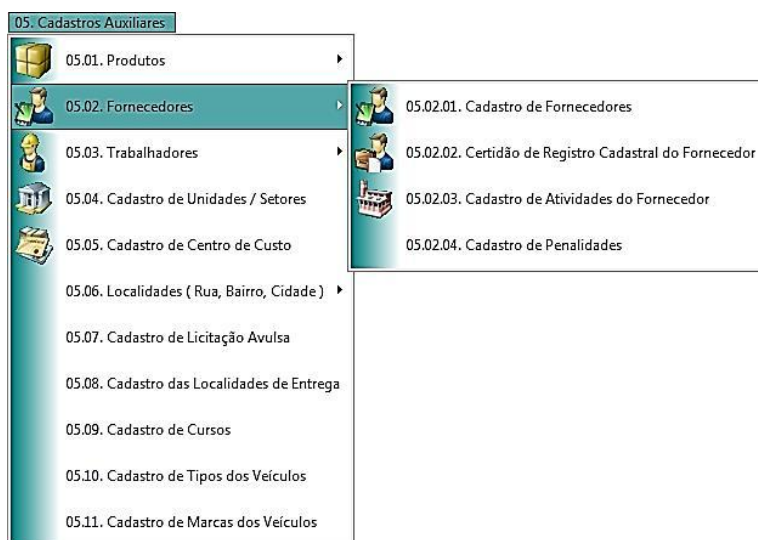 05. Cadastros Auxiliares
05.01. Produtos
05.02. Fornecedores
05.03. Trabalhadores
05.04. Cadastro de Unidades / Setores
05.05. Cadastro de Centro de Custo
05.06. Localidades ( Rua, Bairro, Cidade )
05.07. Cadastro de Licitação Avulsa
05.08. Cadastro das Localidades de Entrega
05.09. Cadastro de Cursos
05.10. Cadastro de Tipos dos Veículos
05.11. Cadastro de Marcas dos Veículos
05.02.01. Cadastro de Fornecedores
05.02.02. Certidão de Registro Cadastral do Fornecedor
05.02.03. Cadastro de Atividades do Fornecedor
05.02.04. Cadastro de Penalidades